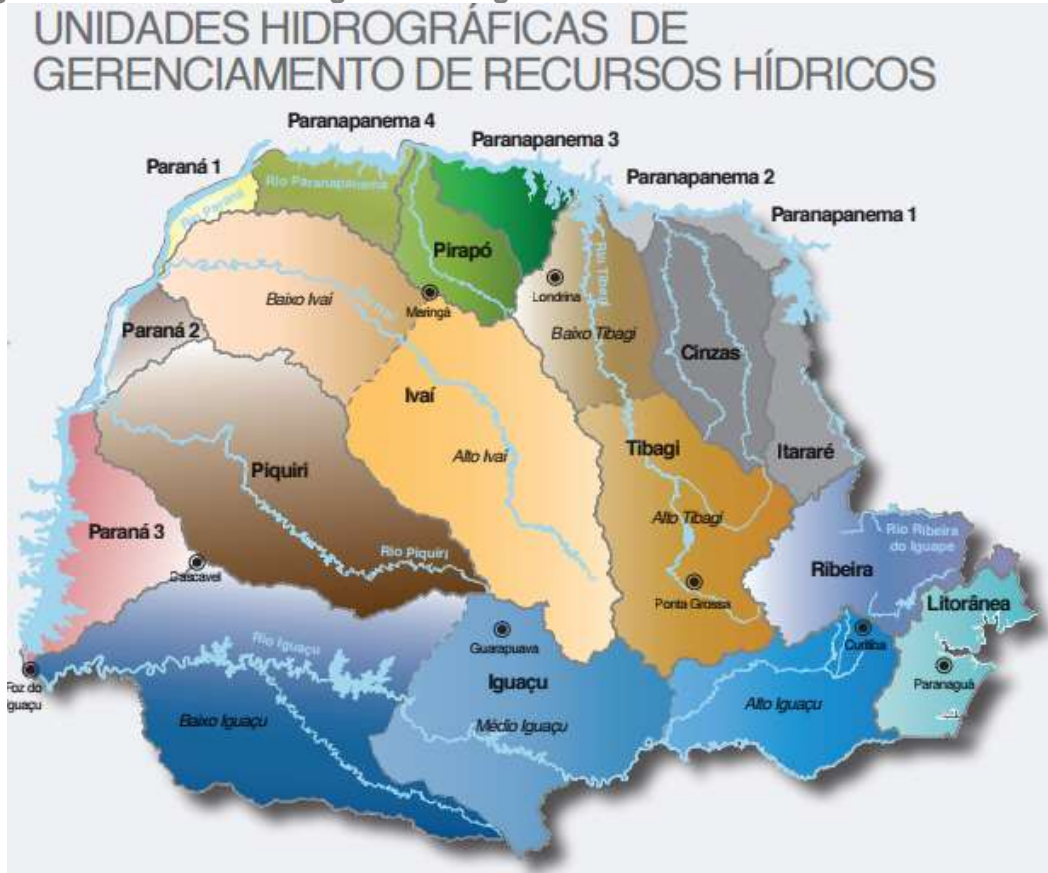 UNIDADES HIDROGRÁFICAS DE
GERENCIAMENTO DE RECURSOS HÍDRICOS
Paranapanema 4
Paranapanema 3
Paraná 1
Paranapanema 2
Rio Paranapanema
Rio Paraná
Paranapanema 1
Pirapó
Rio Tibagi
Londrina
Baixo Ivaí
Maringá
Paraná 2
Baixo Tibagi
Cinzas
Ivaí
Tibagi
Alto Ivaí
Itararé
Piquiri
Alto Tibagi
Paraná 3
Rio Ribeira
do Iguape
Rio Piquiri
Cascavel
Ribeira
Ponta Grossa
Litorânea
Rio Iguaçu
Guarapuava
Curitiba
Foz do
Iguaçu
Iguaçu
Paranaguá
Baixo Iguaçu
Médio Iguaçu
Alto Iguaçu